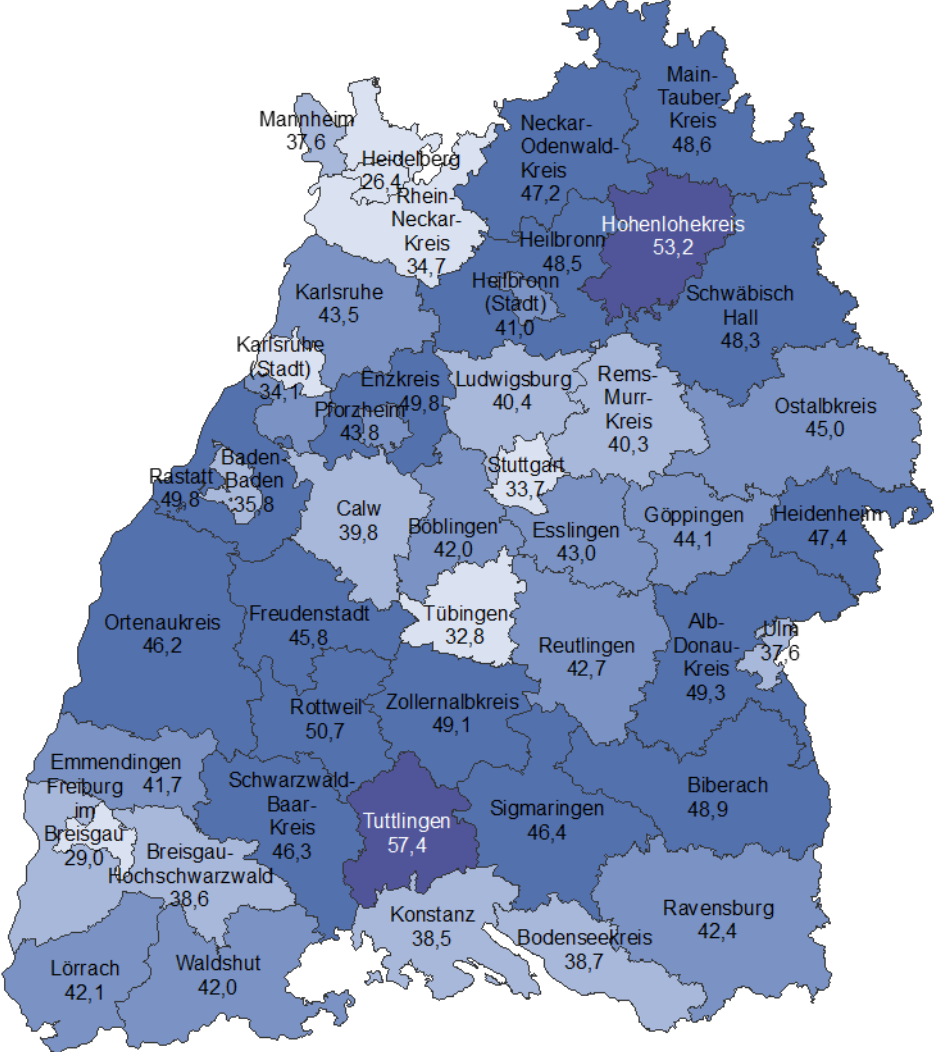 Main-
Tauber-
Kreis
48,6
Mannheim
37,6
Neckar-
Odenwald-
Kreis
47,2
Heidelberg
26,4
Rhein-
Neckar-
Kreis
34,7
Hohenlohekreis
53,2
Heilbronn
48,5
Heilbronn
(Stadt)
41,0
Schwäbisch
Hall
48,3
Karlsruhe
43,5
Karlsruhe
(Stadt)
34,1
Enzkreis
49,8
Pforzheim
43,8
Ludwigsburg
40,4
Rems-
Murr-
Kreis
40,3
Ostalbkreis
45,0
Rastatt
49,8
Baden-
Baden
35,8
Calw
39,8
Stuttgart
33,7
Böblingen
42,0
Esslingen
43,0
Göppingen
44,1
Heidenheim
47,4
Ortenaukreis
46,2
Freudenstadt
45,8
Tübingen
32,8
Reutlingen
42,7
Alb-
Donau-
Kreis
49,3
Ulm
37,6
Rottweil
50,7
Zollernalbkreis
49,1
Emmendingen
41,7
Freiburg
im
Breisgau
29,0
Schwarzwald-
Baar-
Kreis
46,3
Tuttlingen
57,4
Sigmaringen
46,4
Biberach
48,9
Breisgau-
Hochschwarzwald
38,6
Konstanz
38,5
Bodenseekreis
38,7
Ravensburg
42,4
Lörrach
42,1
Waldshut
42,0